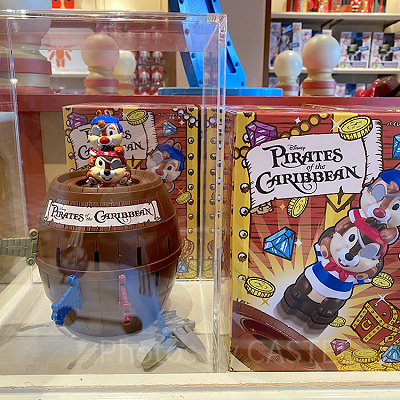 PIRATES of the CARIBBEAN
Disney
PIRATES
of the
CARIBBEAN